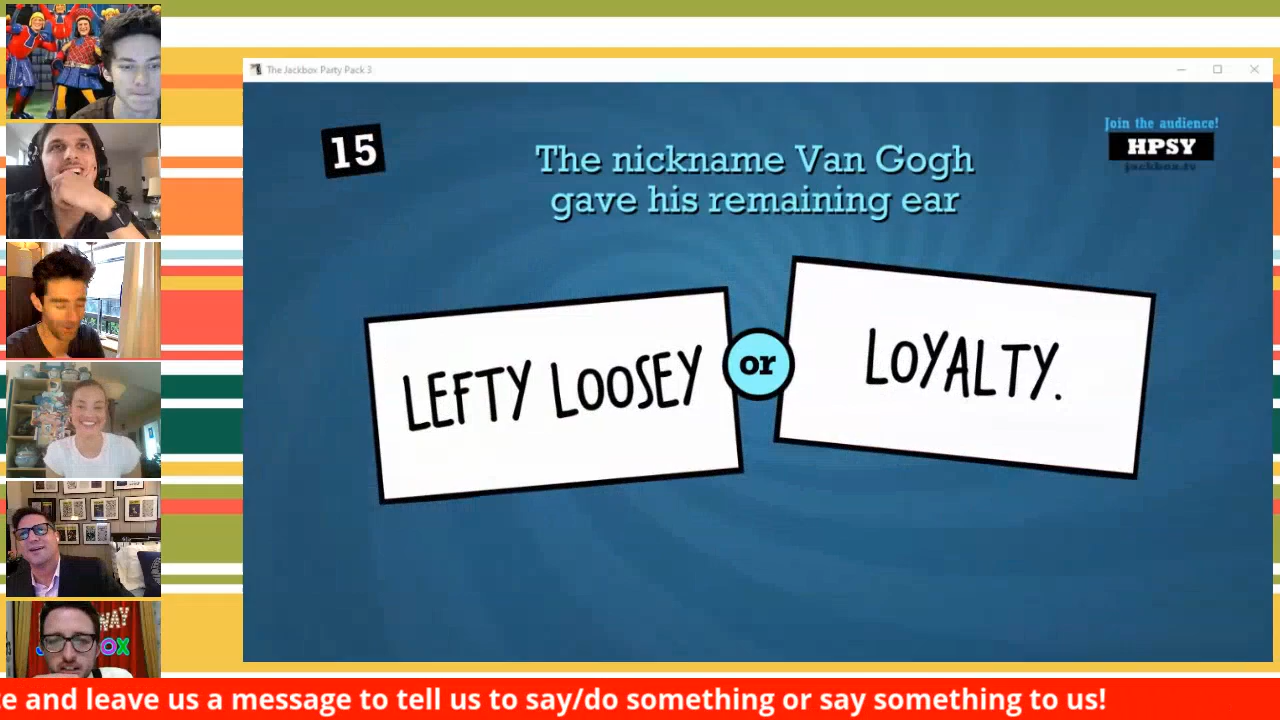 The Jackbox Party Pack 3
15
The nickname Van Gogh
gave his remaining ear
Join the audience!
HPSY
jackbox.tv
LEFTY LOOSEY
or
LOYALTY.
WAY
OX
e and leave us a message to tell us to say/do something or say something to us!